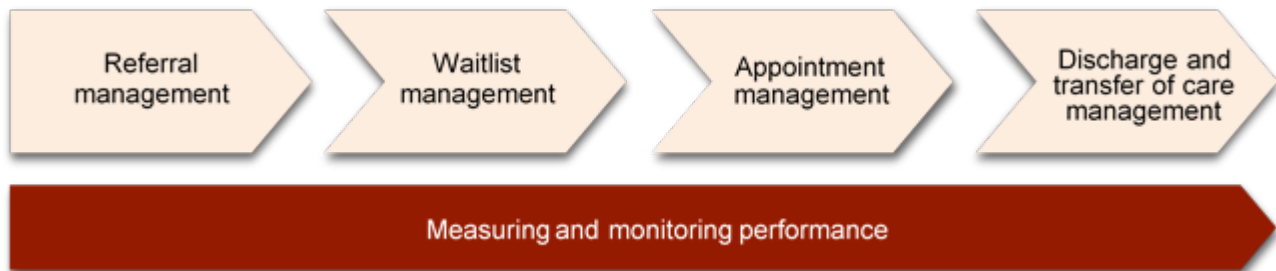 Referral
management
Waitlist
management
Appointment
management
Discharge and
transfer of care
management
Measuring and monitoring performance